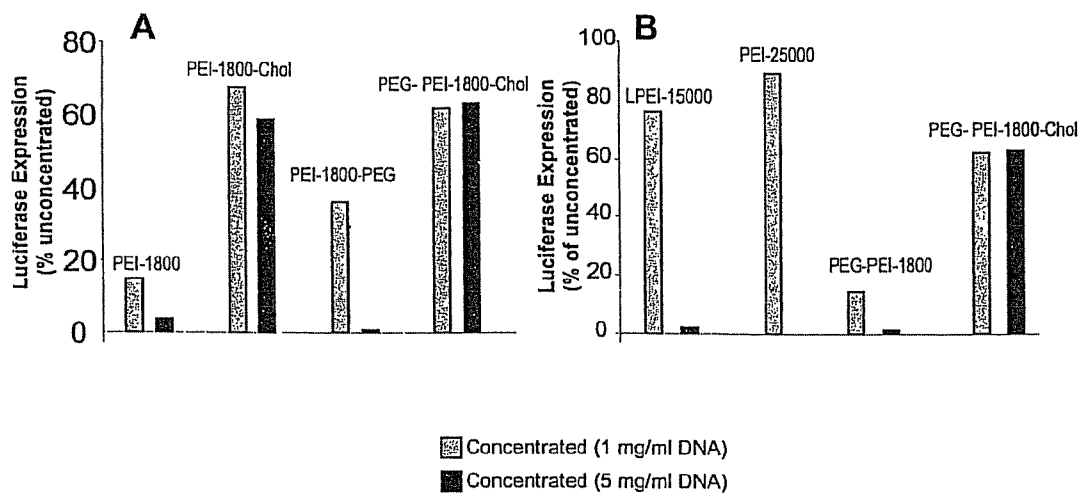 A
Luciferase Expression
(% unconcentrated)
80
60
40
20
0
PEI-1800
PEI-1800-Chol
PEI-1800-PEG
PEG- PEI-1800-Chol
B
Luciferase Expression
(% of unconcentrated)
100
80
60
40
20
0
LPEI-15000
PEI-25000
PEG-PEI-1800
PEG- PEI-1800-Chol
Concentrated (1 mg/ml DNA)
Concentrated (5 mg/ml DNA)